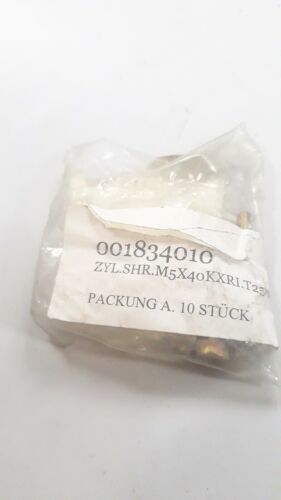 001834010
ZYL.SHR.M5X40KXRI.T25
PACKUNG A. 10 STÜCK